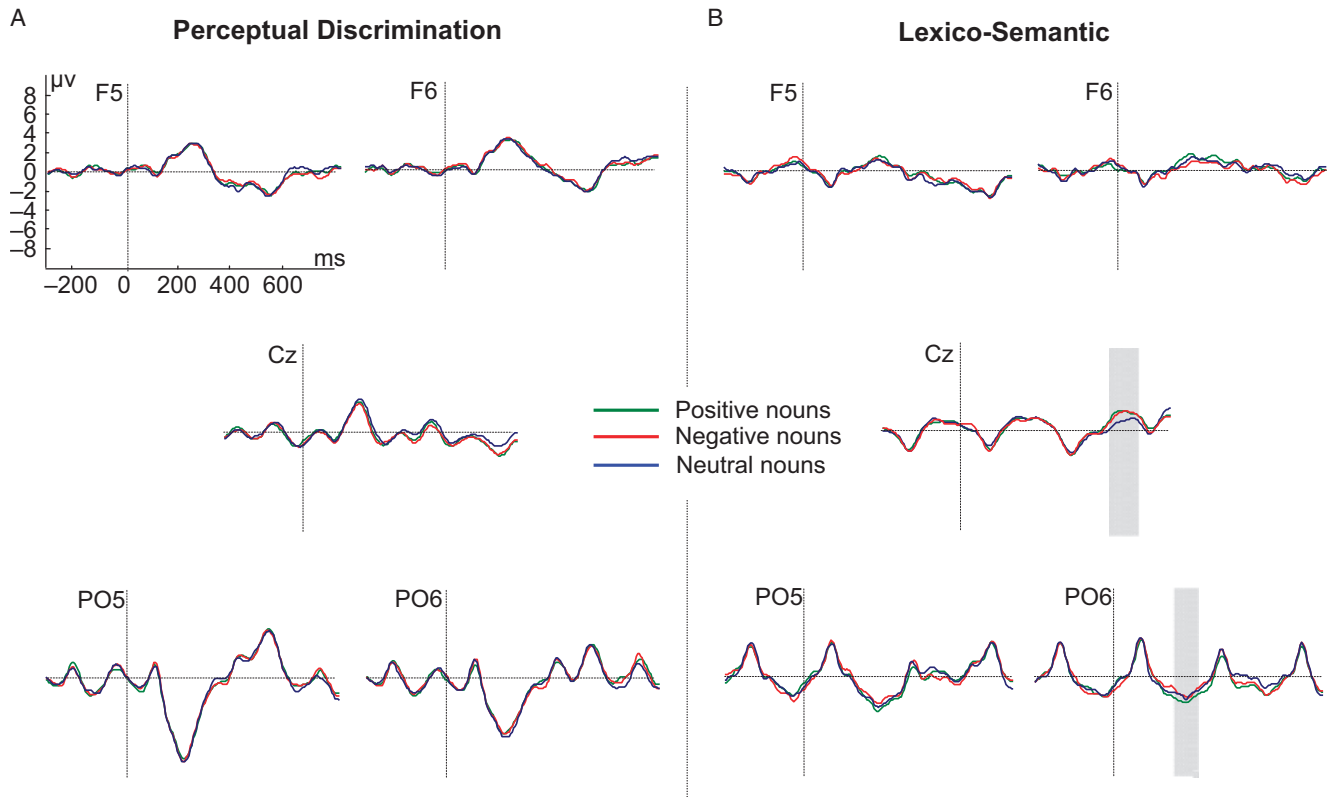 A
Perceptual Discrimination
B
Lexico-Semantic
μv
8
6
4
2
0
–2
–4
–6
–8
F5
ms
–200 0 200 400 600
F6
F5
F6
Cz
Cz
Positive nouns
Negative nouns
Neutral nouns
PO5
PO6
PO5
PO6